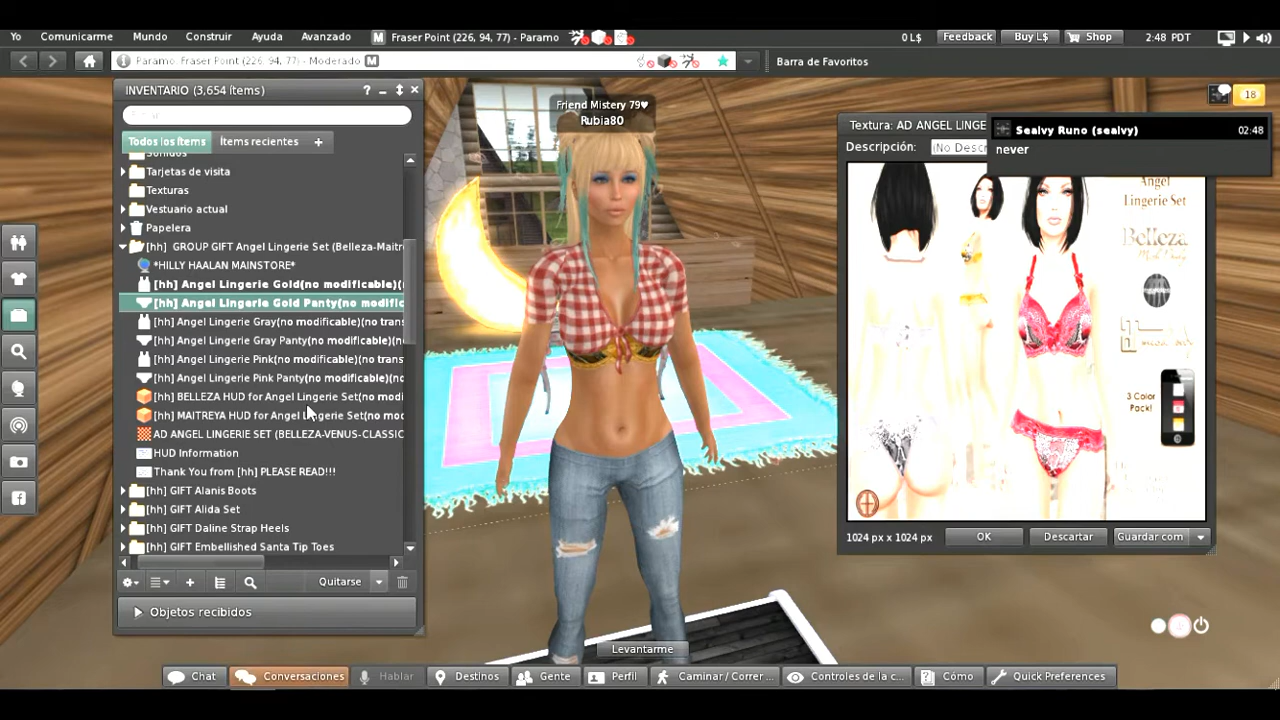 Yo Comunicarme Mundo Construir Ayuda Avanzado M Fraser Point (226, 94, 77) - Paramo 0 L$ Feedback Buy L$ Shop 2:48 PDT
Paramo, Fraser Point (226, 94, 77) - Moderado M Barra de Favoritos
INVENTARIO (3,654 ítems) ?
Todos los ítems Ítems recientes +
Sonidos
Tarjetas de visita
Texturas
Vestuario actual
Papelera
[hh] GROUP GIFT Angel Lingerie Set (Belleza-Maitre
*HILLY HAALAN MAINSTORE*
[hh] Angel Lingerie Gold(no modificable)(
[hh] Angel Lingerie Gold Panty(no modific
[hh] Angel Lingerie Gray(no modificable)(no trans
[hh] Angel Lingerie Gray Panty(no modificable)(no
[hh] Angel Lingerie Pink(no modificable)(no trans
[hh] Angel Lingerie Pink Panty(no modificable)(no
[hh] BELLEZA HUD for Angel Lingerie Set(no modi
[hh] MAITREYA HUD for Angel Lingerie Set(no mod
AD ANGEL LINGERIE SET (BELLEZA-VENUS-CLASSIC
HUD Information
Thank You from [hh] PLEASE READ!!!
[hh] GIFT Alanis Boots
[hh] GIFT Alida Set
[hh] GIFT Daline Strap Heels
[hh] GIFT Embellished Santa Tip Toes
Quitarse
Objetos recibidos
Friend Mistery 79♥
Rubia80
18
Textura: AD ANGEL LINGE
Descripción: (No Descr
Sealvy Runo (sealvy) 02:48
never
Angel
Lingerie Set
Belleza
3 Color
Pack!
1024 px x 1024 px OK Descartar Guardar com
Levantarme
Chat Conversaciones Hablar Destinos Gente Perfil Caminar / Correr ... Controles de la c... Cómo Quick Preferences